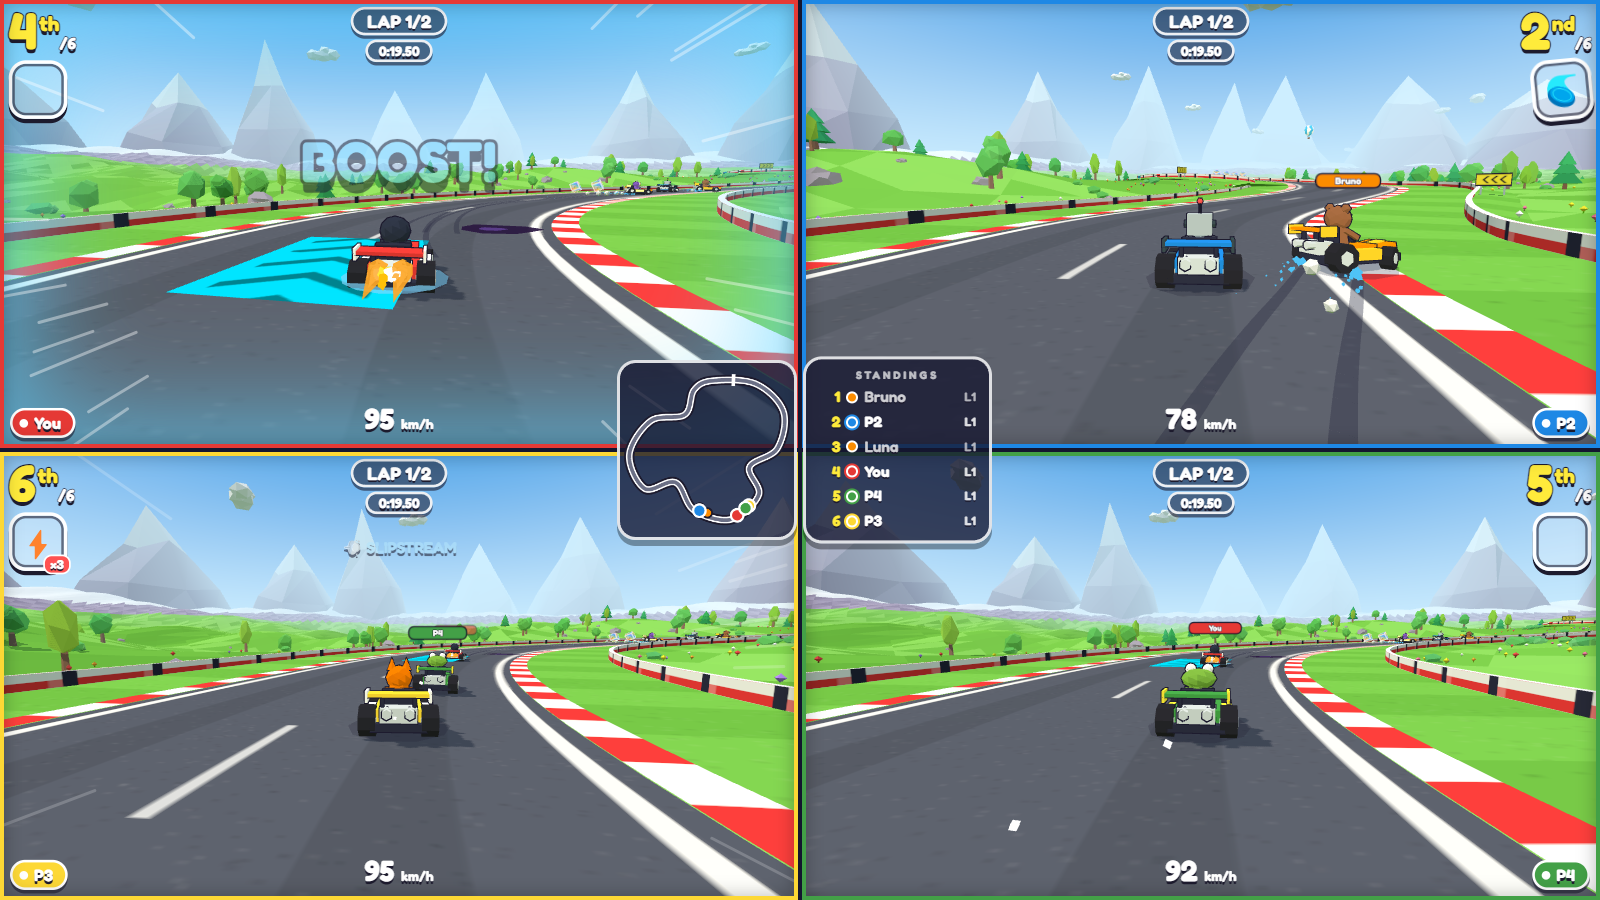 4th
/6
LAP 1/2
0:19.50
BOOST!
You
95 km/h
LAP 1/2
0:19.50
2nd
/6
Bruno
<<<
78 km/h
P2
STANDINGS
1 Bruno L1
2 P2 L1
3 Luna L1
4 You L1
5 P4 L1
6 P3 L1
6th
/6
x3
LAP 1/2
0:19.50
SLIPSTREAM
P4
P3
95 km/h
LAP 1/2
0:19.50
5th
/6
You
92 km/h
P4